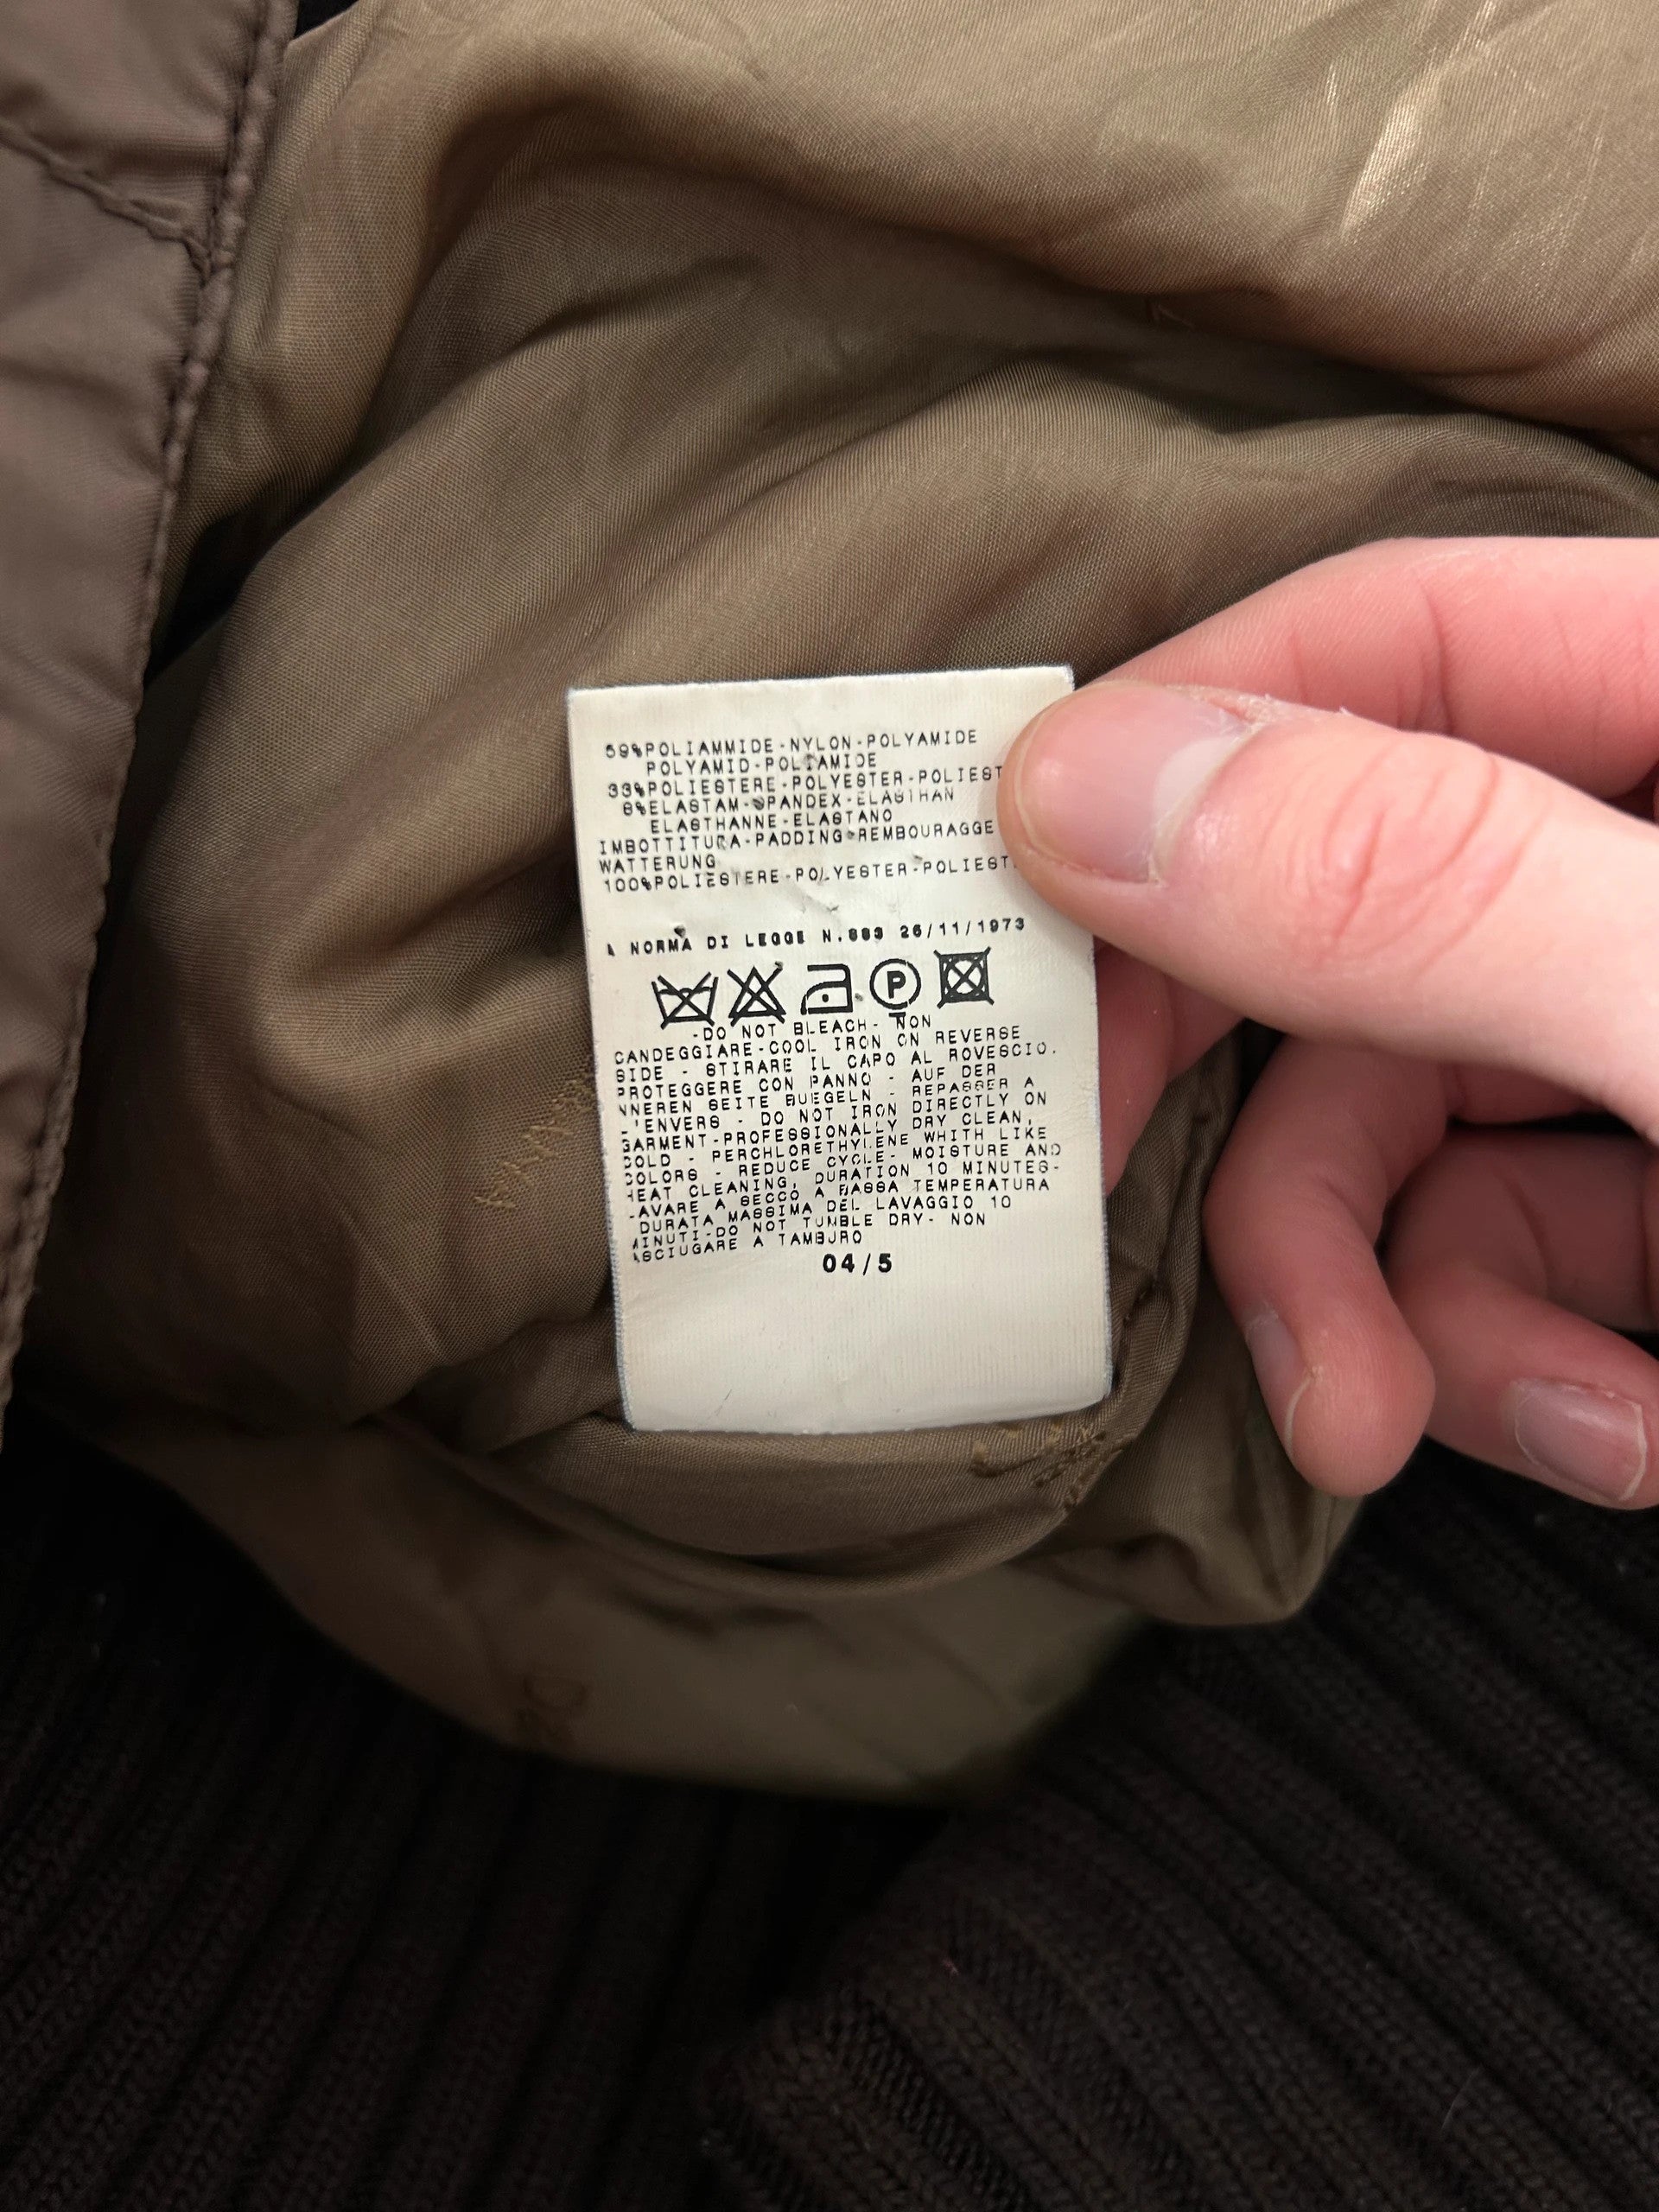 59%POLIAMMIDE-NYLON-POLYAMIDE
POLYAMID-POLIAMIDE
33%POLIESTERE-POLYESTER-POLIEST
8%ELASTAM-SPANDEX-ELASTHAN
ELASTHANNE-ELASTANO
IMBOTTITURA-PADDING-REMBOURAGGE
WATTERUNG
100%POLIESTERE-POLYESTER-POLIEST.
A NORMA DI LEGGE N.883 26/11/1973
P
-DO NOT BLEACH- NON
CANDEGGIARE-COOL IRON ON REVERSE
SIDE - STIRARE IL CAPO AL ROVESCIO.
PROTEGGERE CON PANNO - AUF DER
NNEREN SEITE BUEGELN - REPASSER A
L'ENVERS - DO NOT IRON DIRECTLY ON
GARMENT-PROFESSIONALLY DRY CLEAN,
COLD - PERCHLORETHYLENE WHITH LIKE
COLORS - REDUCE CYCLE- MOISTURE AND
HEAT CLEANING, DURATION 10 MINUTES-
LAVARE A SECCO A BASSA TEMPERATURA
DURATA MASSIMA DEL LAVAGGIO 10
MINUTI-DO NOT TUMBLE DRY- NON
ASCIUGARE A TAMBURO
04/5